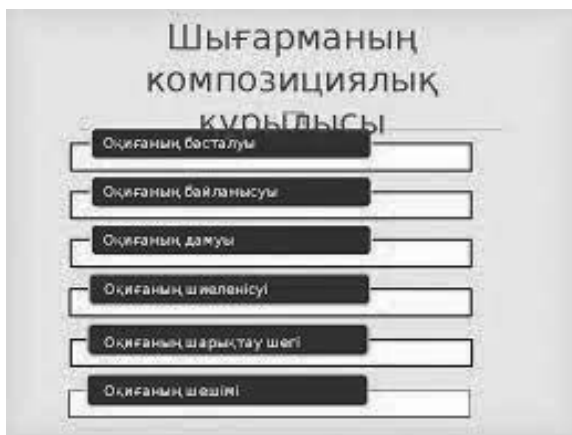 Шығарманың
композициялық
құрылысы
Оқиғаның басталуы
Оқиғаның байланысуы
Оқиғаның дамуы
Оқиғаның шиеленісуі
Оқиғаның шарықтау шегі
Оқиғаның шешімі